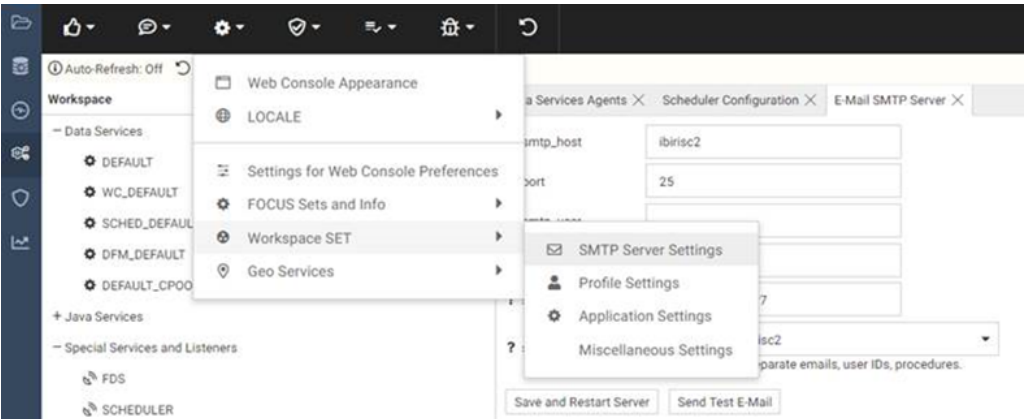 Auto-Refresh: Off
Workspace
Data Services
DEFAULT
WC_DEFAULT
SCHED_DEFAUL
DFM_DEFAULT
DEFAULT_CPOO
+ Java Services
Special Services and Listeners
FDS
SCHEDULER
Web Console Appearance
LOCALE
Settings for Web Console Preferences
FOCUS Sets and Info
Workspace SET
Geo Services
SMTP Server Settings
Profile Settings
Application Settings
Miscellaneous Settings
a Services Agents X Scheduler Configuration X E-Mail SMTP Server X
smtp_host ibirisc2
port 25
?
7
? isc2
parate emails, user IDs, procedures.
Save and Restart Server Send Test E-Mail